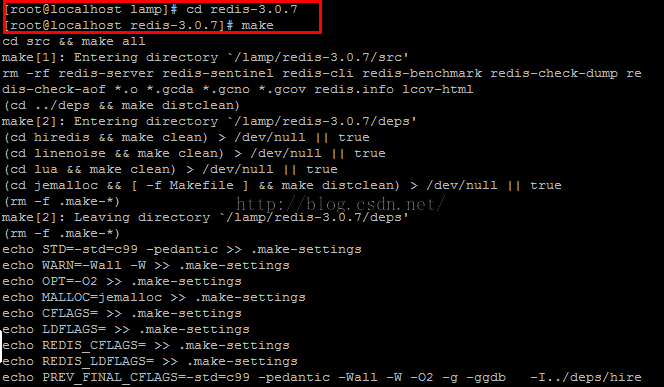 [root@localhost lamp]# cd redis-3.0.7
[root@localhost redis-3.0.7]# make
cd src && make all
make[1]: Entering directory `/lamp/redis-3.0.7/src'
rm -rf redis-server redis-sentinel redis-cli redis-benchmark redis-check-dump re
dis-check-aof *.o *.gcda *.gcno *.gcov redis.info lcov-html
(cd ../deps && make distclean)
make[2]: Entering directory `/lamp/redis-3.0.7/deps'
(cd hiredis && make clean) > /dev/null || true
(cd linenoise && make clean) > /dev/null || true
(cd lua && make clean) > /dev/null || true
(cd jemalloc && [ -f Makefile ] && make distclean) > /dev/null || true
(rm -f .make-*)
http://blog.csdn.net/
make[2]: Leaving directory `/lamp/redis-3.0.7/deps'
(rm -f .make-*)
echo STD=-std=c99 -pedantic >> .make-settings
echo WARN=-Wall -W >> .make-settings
echo OPT=-O2 >> .make-settings
echo MALLOC=jemalloc >> .make-settings
echo CFLAGS= >> .make-settings
echo LDFLAGS= >> .make-settings
echo REDIS_CFLAGS= >> .make-settings
echo REDIS_LDFLAGS= >> .make-settings
echo PREV_FINAL_CFLAGS=-std=c99 -pedantic -Wall -W -O2 -g -ggdb   -I../deps/hire